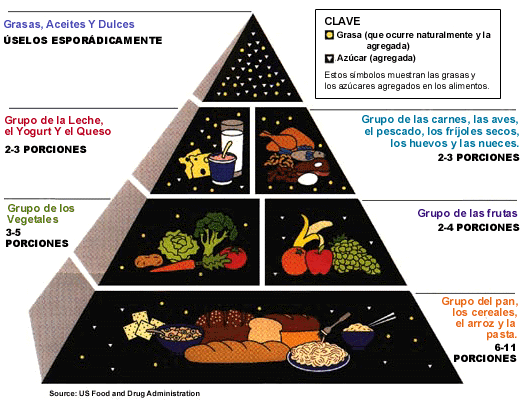 Grasas, Aceites Y Dulces
ÚSELOS ESPORÁDICAMENTE
CLAVE
Grasa (que ocurre naturalmente y la
agregada)
Azúcar (agregada)
Estos símbolos muestran las grasas y
los azúcares agregados en los alimentos.
Grupo de la Leche,
el Yogurt Y el Queso
2-3 PORCIONES
Grupo de las carnes, las aves,
el pescado, los fríjoles secos,
los huevos y las nueces.
2-3 PORCIONES
Grupo de los
Vegetales
3-5
PORCIONES
Grupo de las frutas
2-4 PORCIONES
Grupo del pan,
los cereales,
el arroz y la
pasta.
6-11
PORCIONES
Source: US Food and Drug Administration